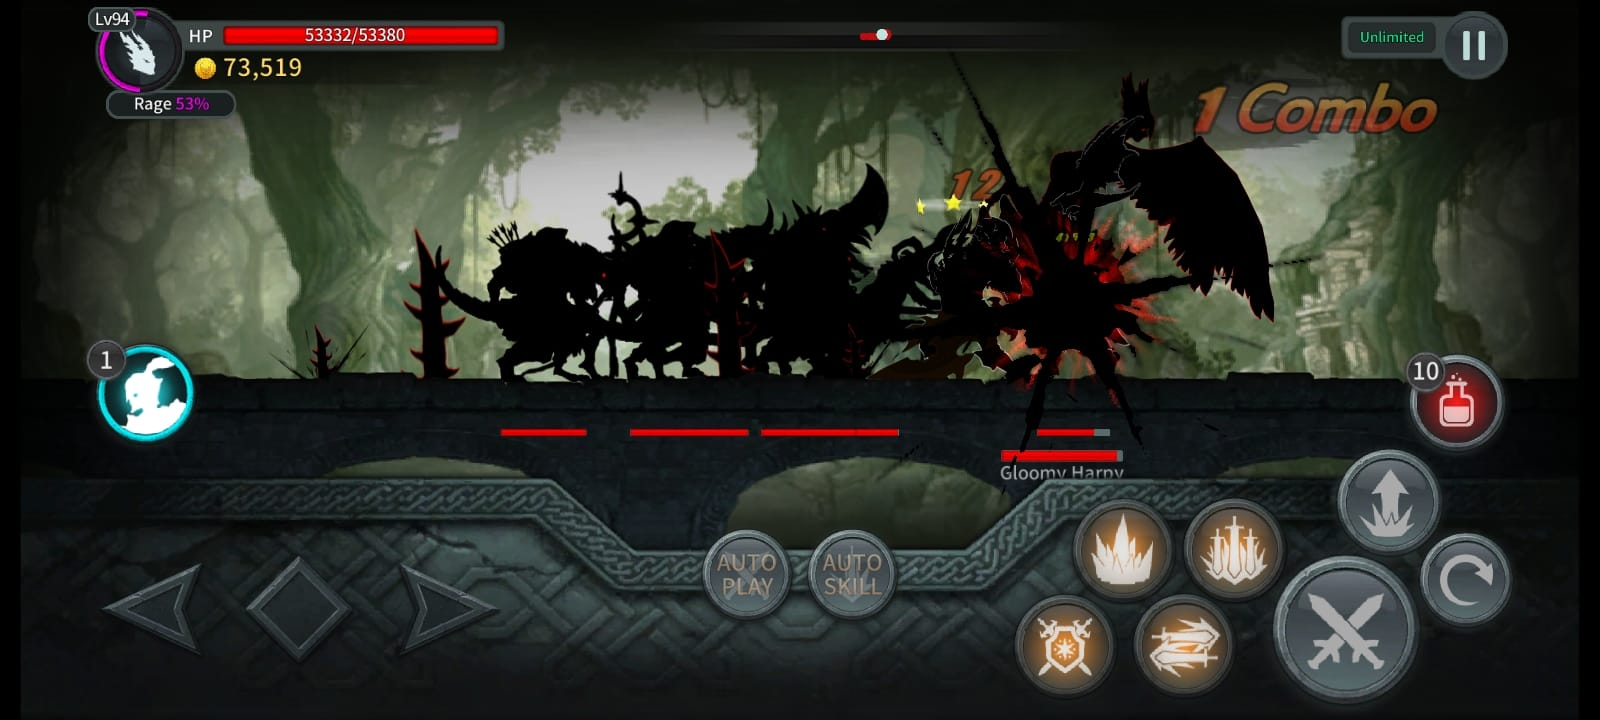 Lv94
HP 53332/53380
73,519
Rage 53%
Unlimited
1 Combo
12
1
10
Gloomy Harpy
AUTO PLAY
AUTO SKILL